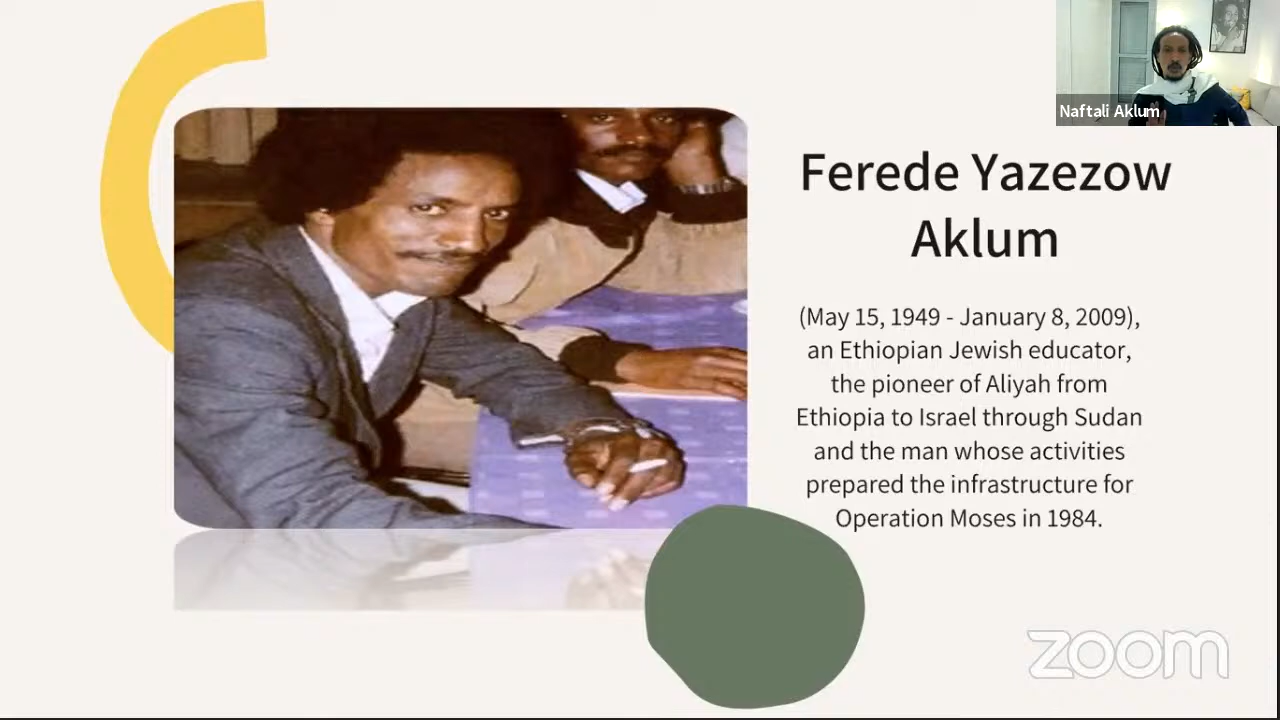 Naftali Aklum
Ferede Yazezow
Aklum
(May 15, 1949 - January 8, 2009),
an Ethiopian Jewish educator,
the pioneer of Aliyah from
Ethiopia to Israel through Sudan
and the man whose activities
prepared the infrastructure for
Operation Moses in 1984.
zoom